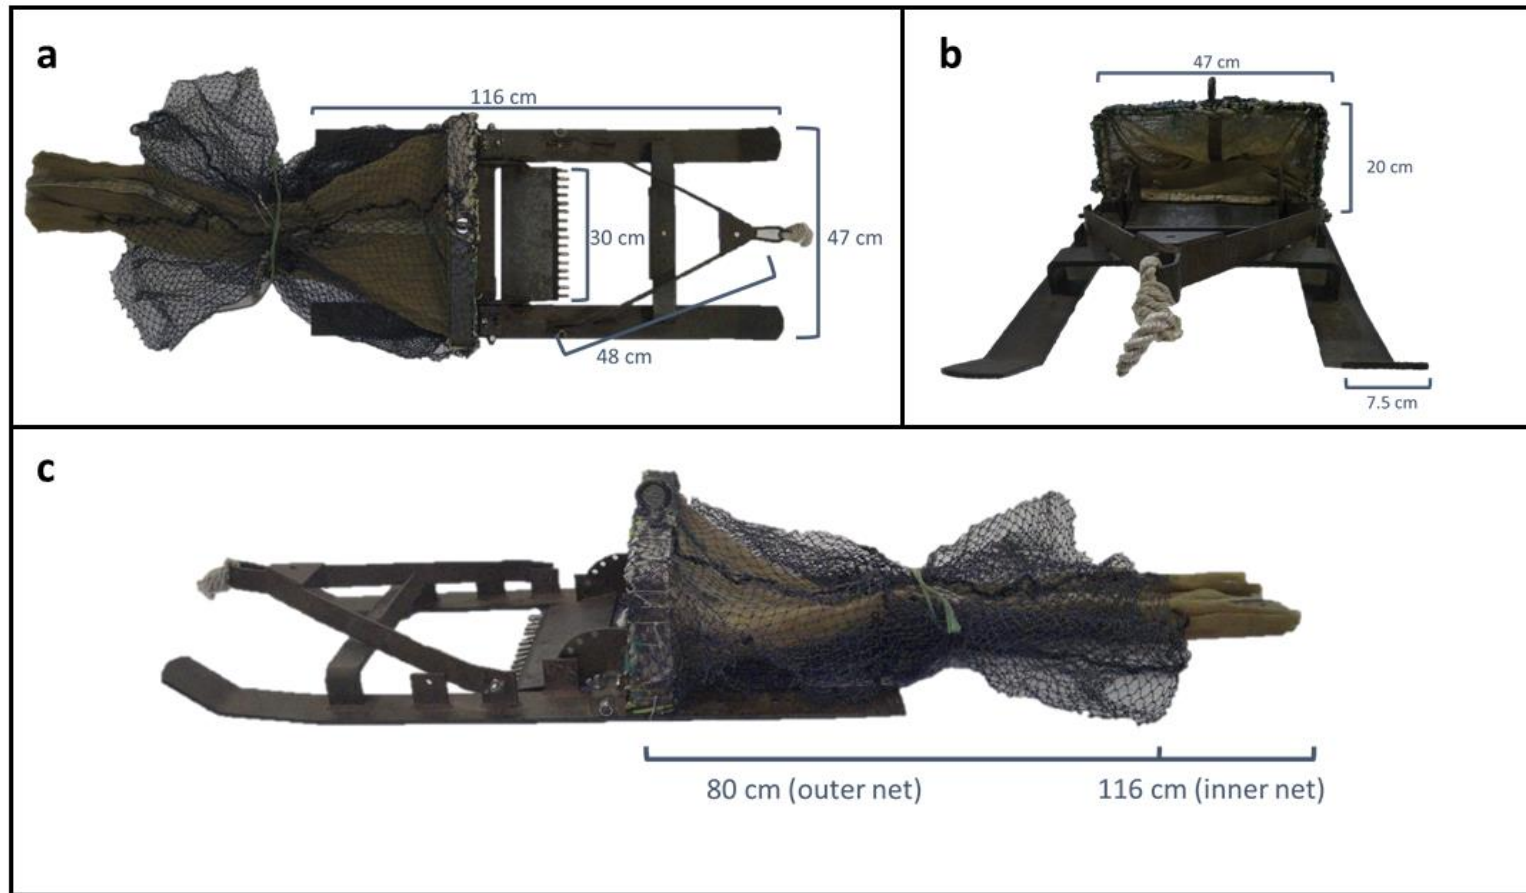 a
116 cm
30 cm
47 cm
48 cm
b
47 cm
20 cm
7.5 cm
c
80 cm (outer net)
116 cm (inner net)